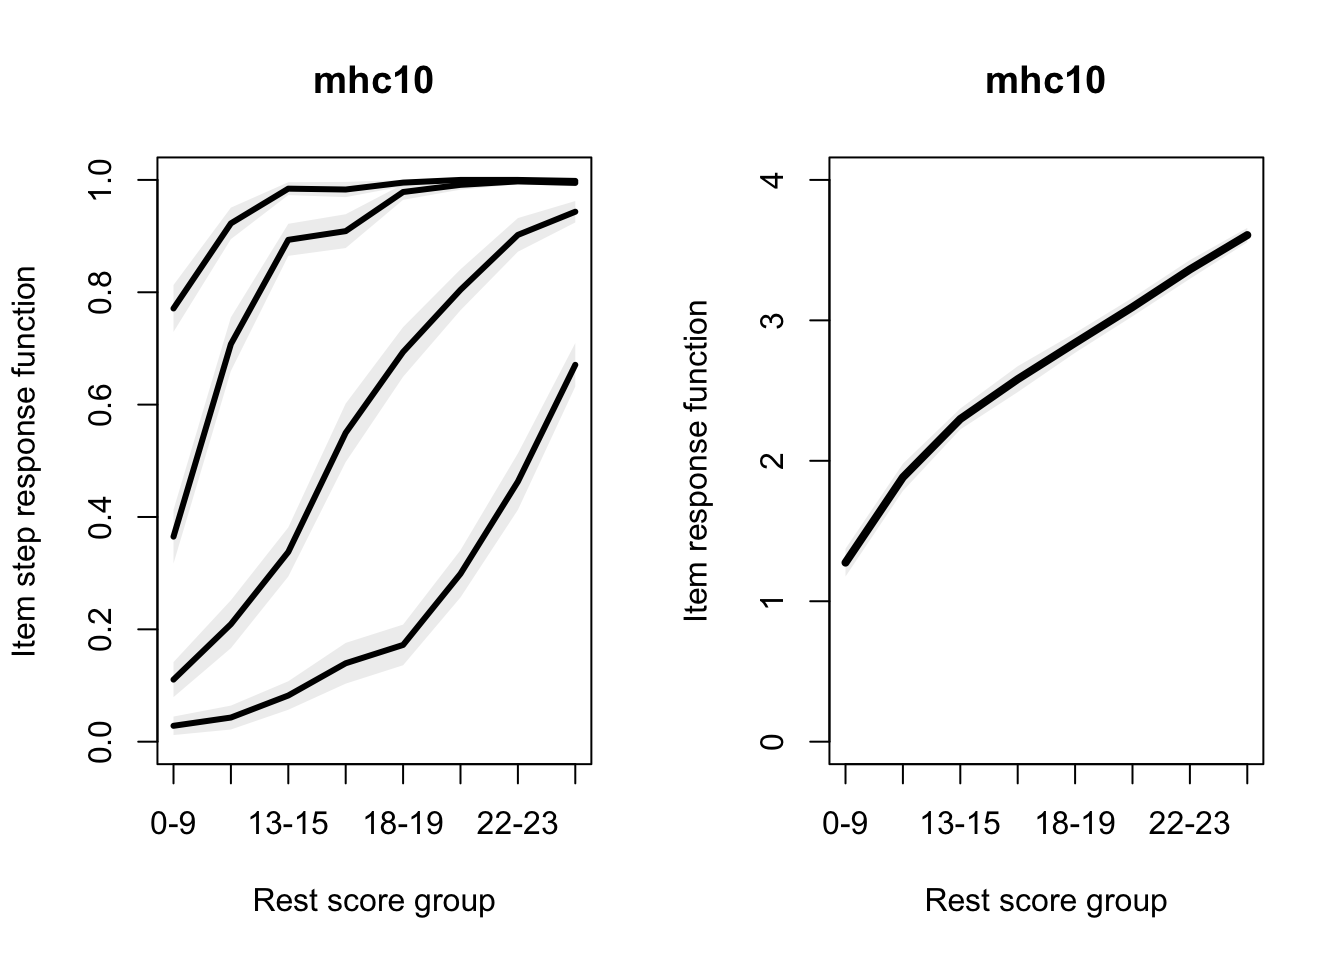 mhc10
Item step response function
1.0
0.8
0.6
0.4
0.2
0.0
0-9 13-15 18-19 22-23
Rest score group
mhc10
Item response function
4
3
2
1
0
0-9 13-15 18-19 22-23
Rest score group